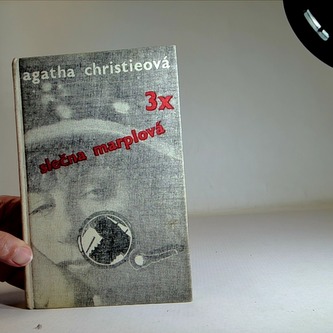 agatha christieová
3x
slečna marplová